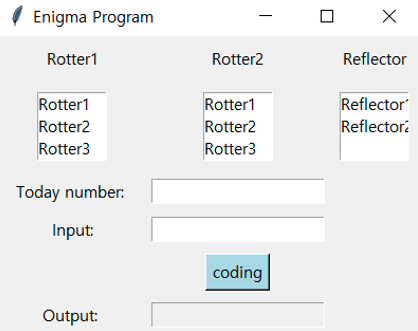 Enigma Program
Rotter1 Rotter2 Reflector
Rotter1 Rotter1 Reflector1
Rotter2 Rotter2 Reflector2
Rotter3 Rotter3
Today number:
Input:
coding
Output: